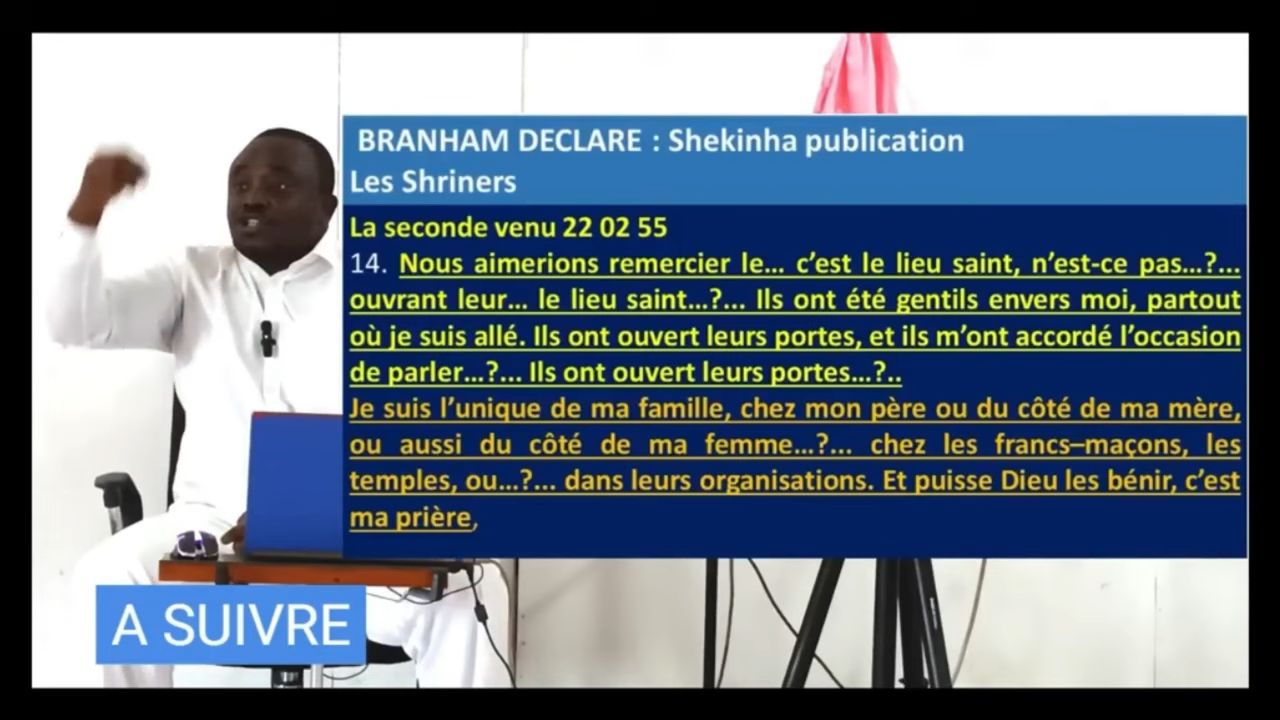 BRANHAM DECLARE : Shekinha publication
Les Shriners
La seconde venu 22 02 55
14. Nous aimerions remercier le… c’est le lieu saint, n’est-ce pas…?...
ouvrant leur… le lieu saint…?... Ils ont été gentils envers moi, partout
où je suis allé. Ils ont ouvert leurs portes, et ils m’ont accordé l’occasion
de parler…?... Ils ont ouvert leurs portes…?..
Je suis l’unique de ma famille, chez mon père ou du côté de ma mère,
ou aussi du côté de ma femme…?... chez les francs–maçons, les
temples, ou…?... dans leurs organisations. Et puisse Dieu les bénir, c’est
ma prière,
A SUIVRE